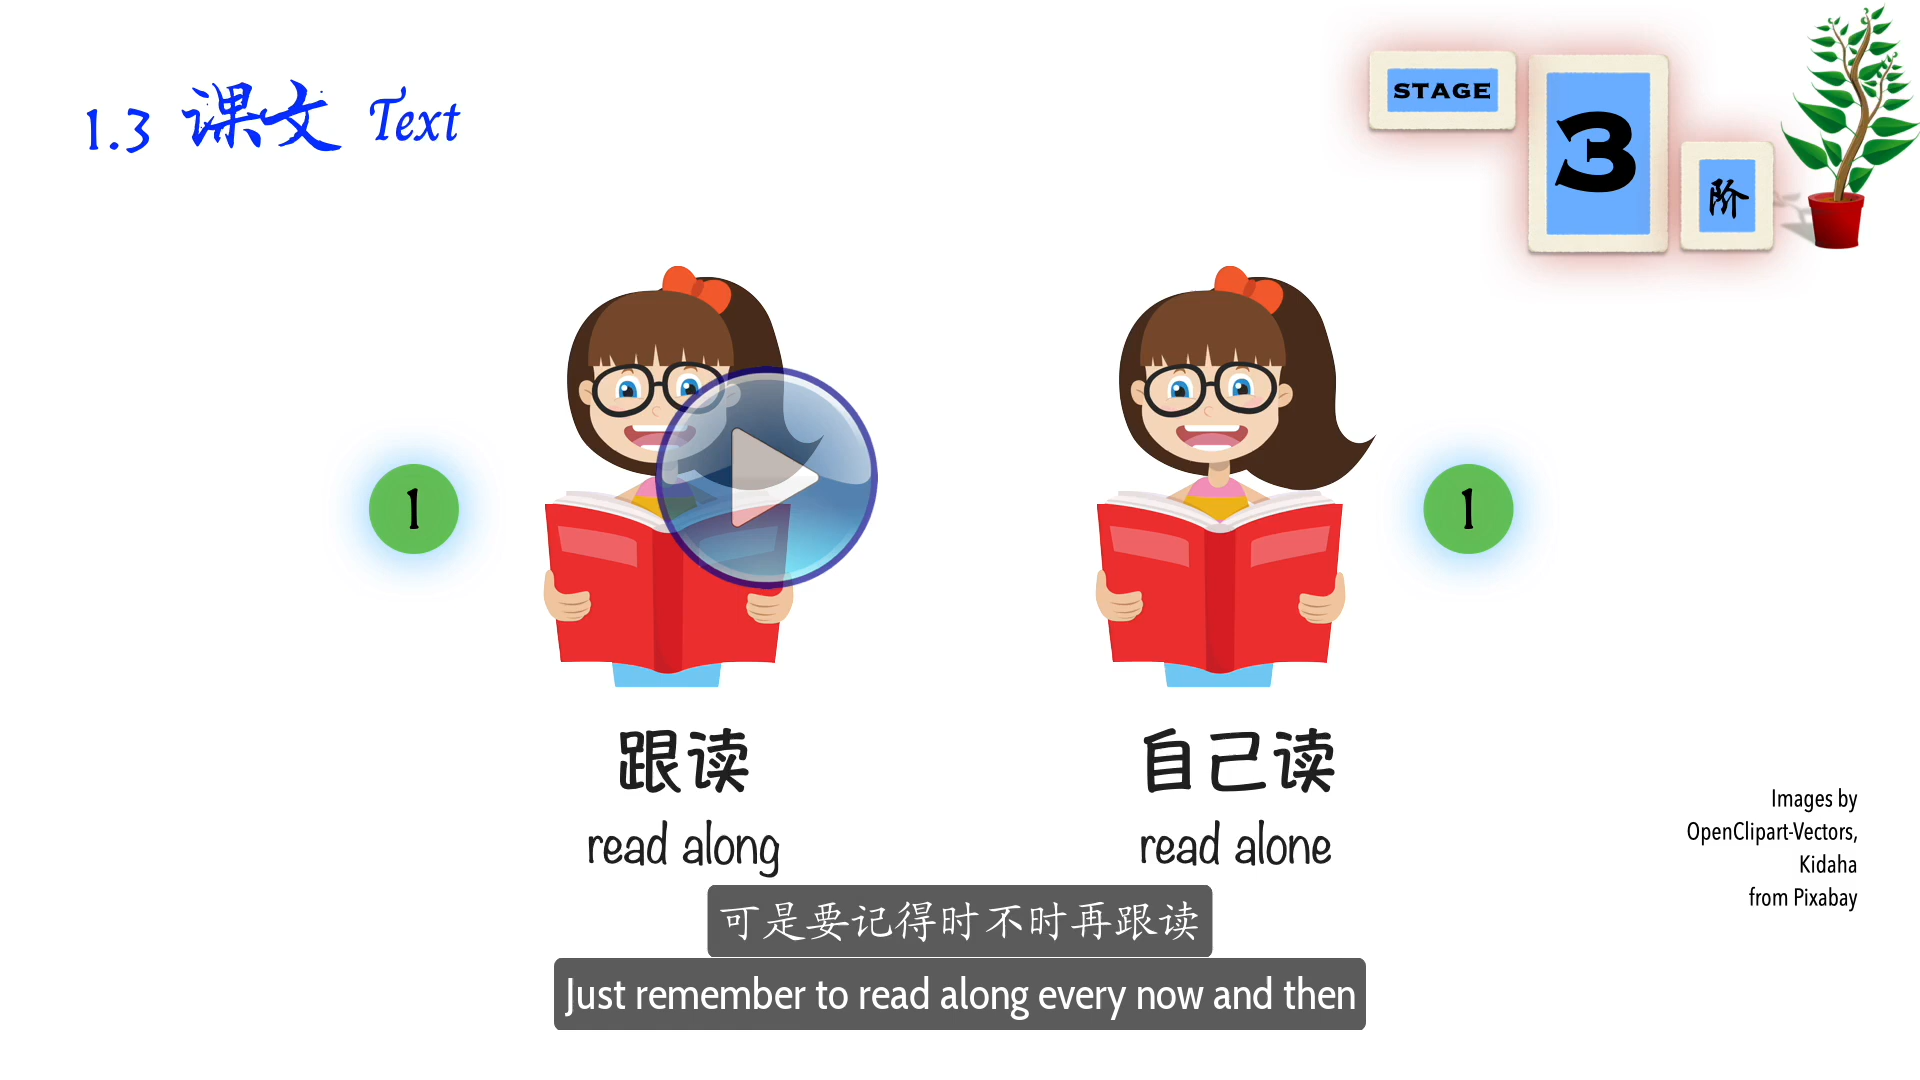 1.3 课文 Text
STAGE
3
阶
1
1
跟读
read along
自己读
read alone
Images by
OpenClipart-Vectors,
Kidaha
from Pixabay
可是要记得时不时再跟读
Just remember to read along every now and then